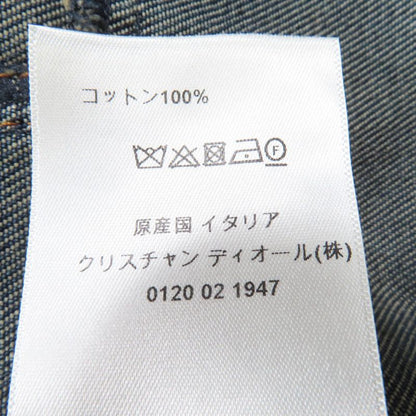 コットン100%
F
原産国 イタリア
クリスチャン ディオール(株)
0120 02 1947